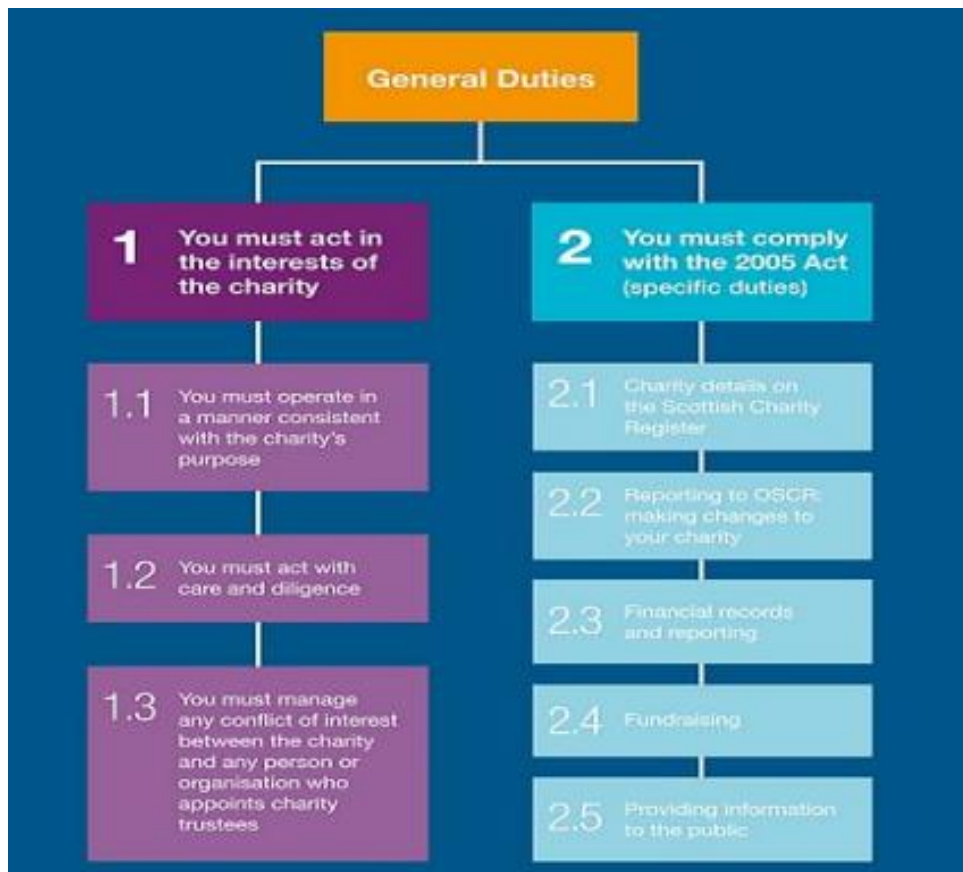 General Duties
1
You must act in
the interests of
the charity
1.1
You must operate in
a manner consistent
with the charity's
purpose
1.2
You must act with
care and diligence
1.3
You must manage
any conflict of interest
between the charity
and any person or
organisation who
appoints charity
trustees
2
You must comply
with the 2005 Act
(specific duties)
2.1
Charity details on
the Scottish Charity
Register
2.2
Reporting to OSCR:
making changes to
your charity
2.3
Financial records
and reporting
2.4
Fundraising
2.5
Providing information
to the public